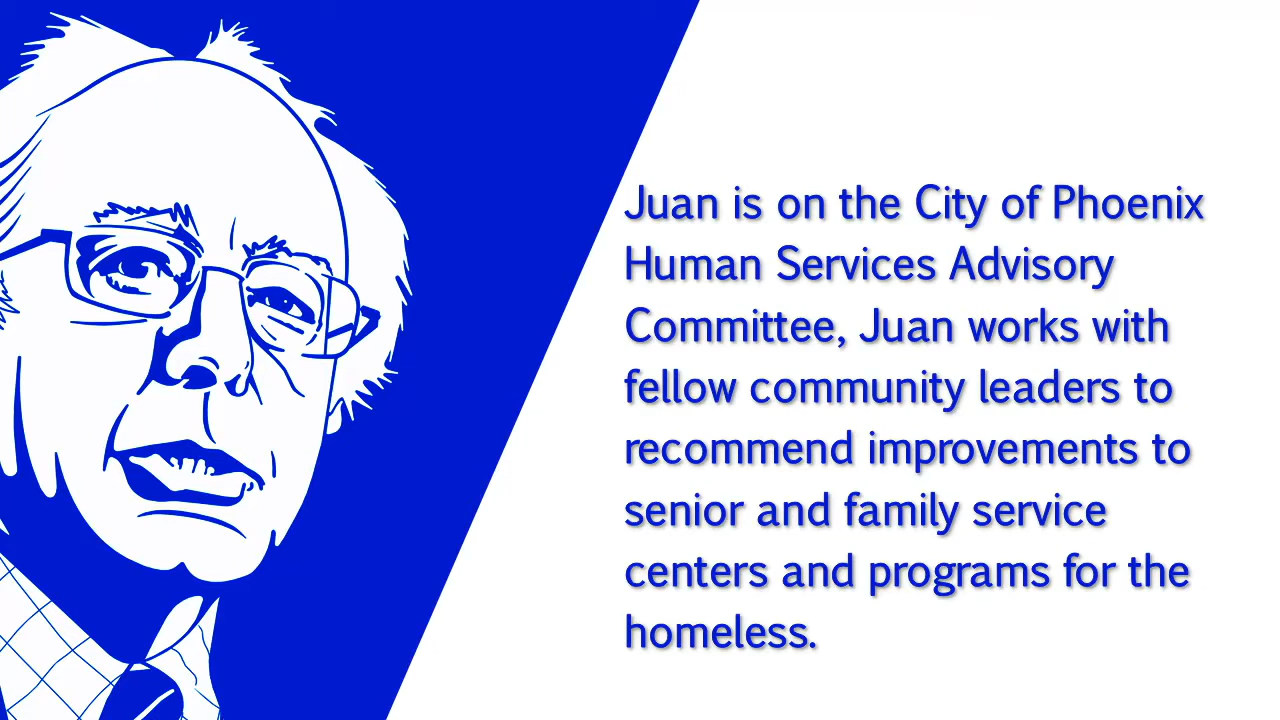 Juan is on the City of Phoenix
Human Services Advisory
Committee, Juan works with
fellow community leaders to
recommend improvements to
senior and family service
centers and programs for the
homeless.